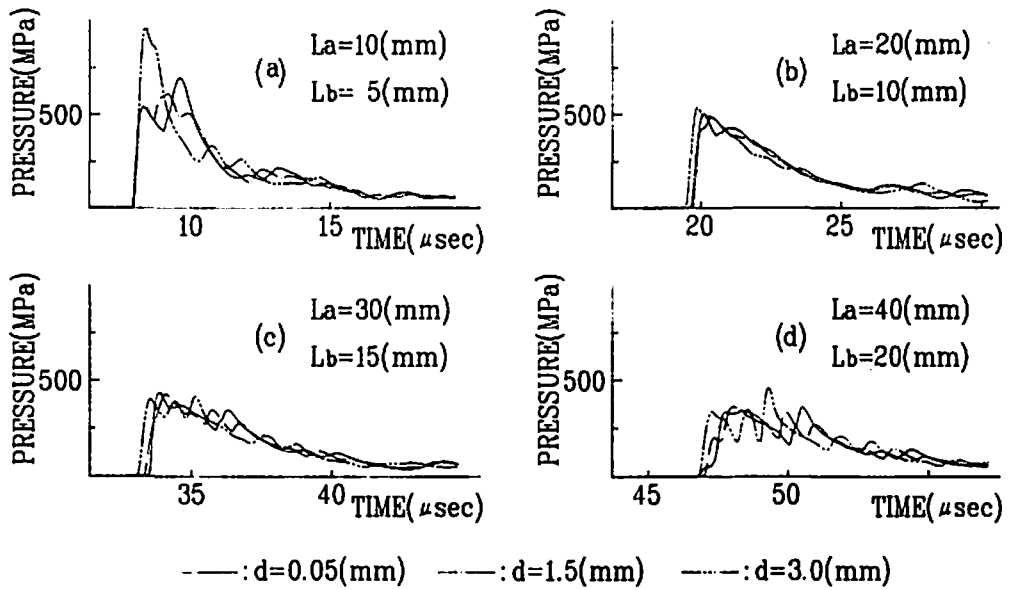 PRESSURE(MPa)
500
(a)
La=10(mm)
Lb= 5(mm)
10
15
TIME(μsec)
PRESSURE(MPa)
500
(b)
La=20(mm)
Lb=10(mm)
20
25
TIME(μsec)
PRESSURE(MPa)
500
(c)
La=30(mm)
Lb=15(mm)
35
40
TIME(μsec)
PRESSURE(MPa)
500
(d)
La=40(mm)
Lb=20(mm)
45
50
TIME(μsec)
: d=0.05(mm) : d=1.5(mm) : d=3.0(mm)